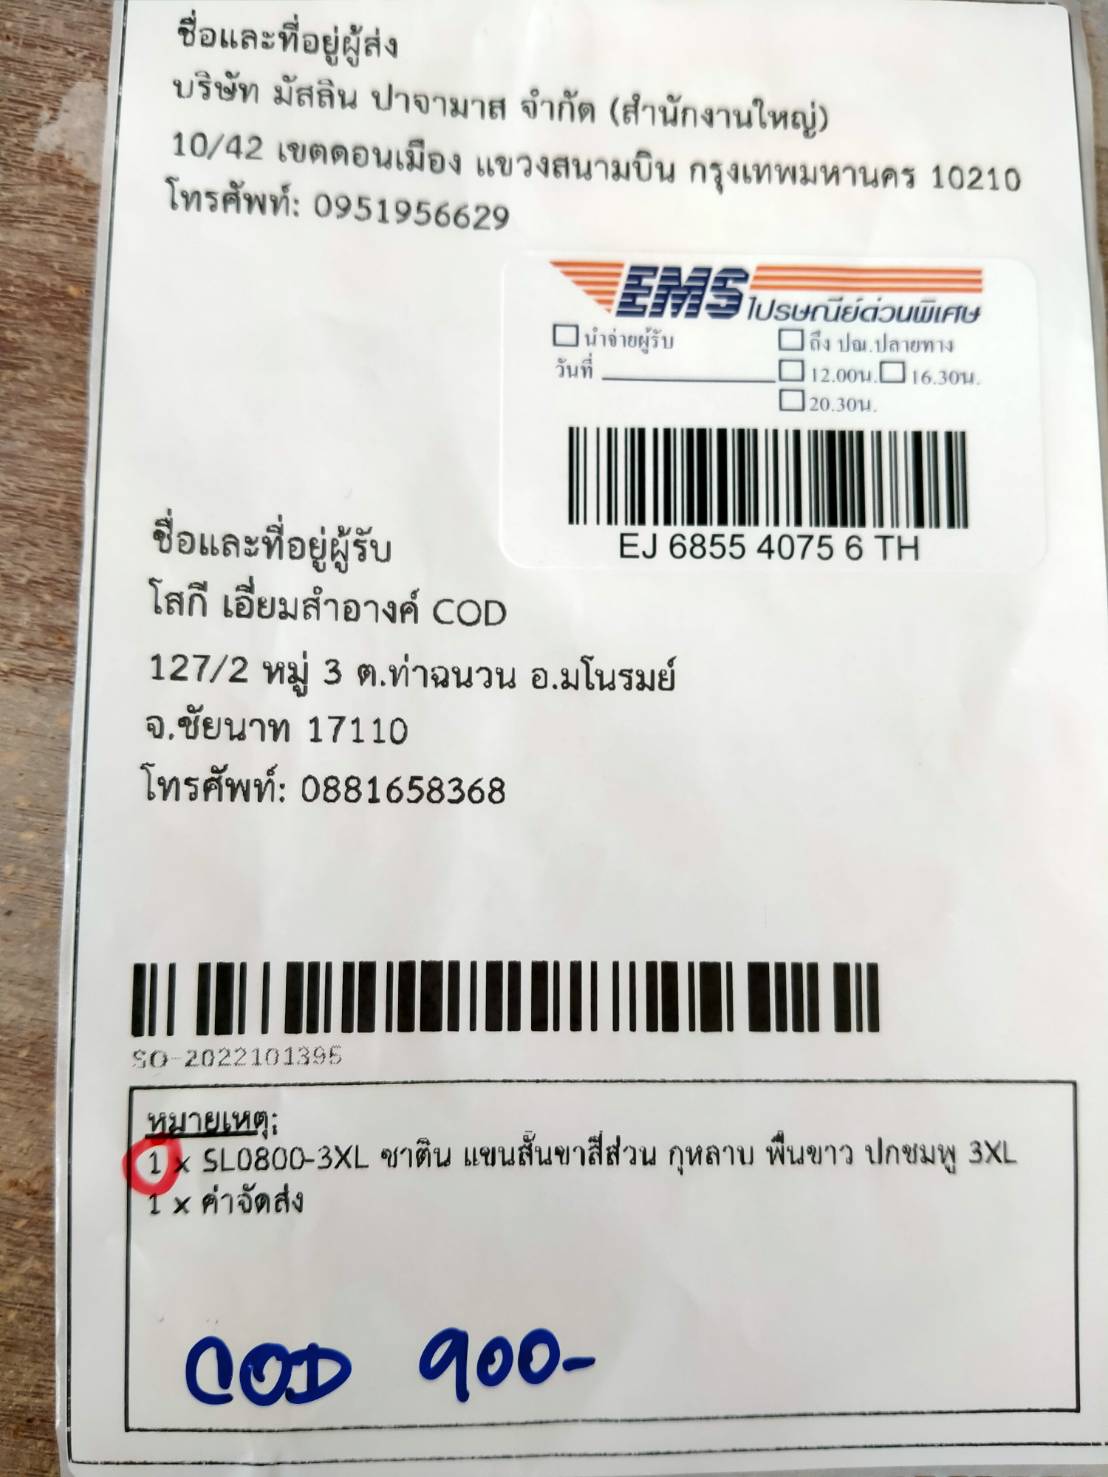 ชื่อและที่อยู่ผู้ส่ง
บริษัท มัสลิน ปาจามาส จำกัด (สำนักงานใหญ่)
10/42 เขตดอนเมือง แขวงสนามบิน กรุงเทพมหานคร 10210
โทรศัพท์: 0951956629
EMS ไปรษณีย์ด่วนพิเศษ
นำจ่ายผู้รับ ถึง ปณ.ปลายทาง
วันที่ 12.00น. 16.30น.
20.30น.
EJ 6855 4075 6 TH
ชื่อและที่อยู่ผู้รับ
โสภี เอี่ยมสำอางค์ COD
127/2 หมู่ 3 ต.ท่าฉนวน อ.มโนรมย์
จ.ชัยนาท 17110
โทรศัพท์: 0881658368
SO-2022101395
หมายเหตุ:
1 x SL0800-3XL ซาติน แขนสั้นขาสี่ส่วน กุหลาบ พื้นขาว ปกชมพู 3XL
1 x ค่าจัดส่ง
COD 900-